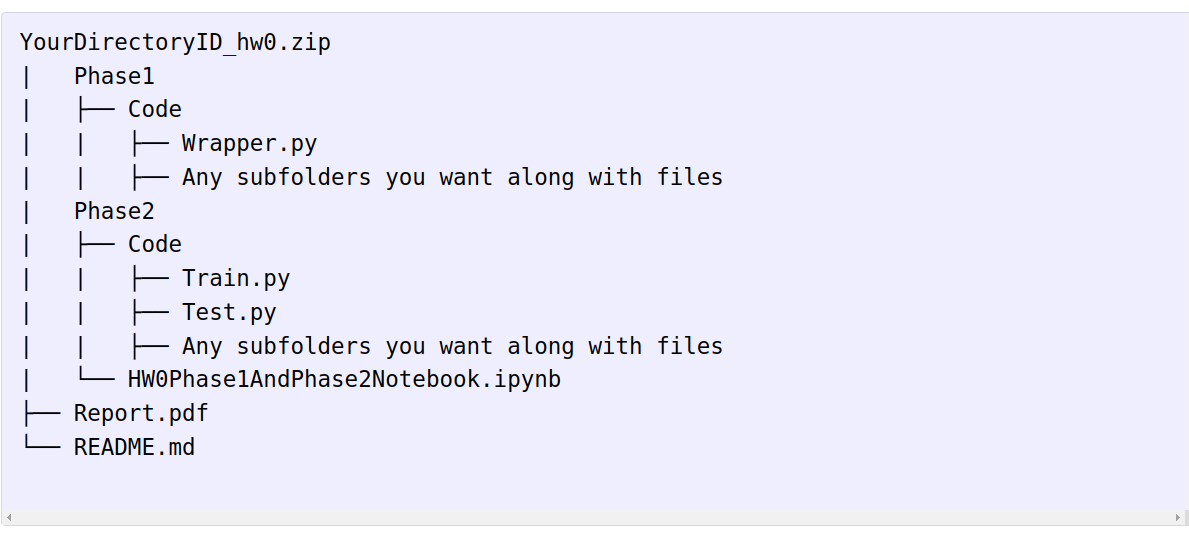 YourDirectoryID_hw0.zip
│   Phase1
│   ├── Code
│   |   ├── Wrapper.py
│   |   ├── Any subfolders you want along with files
│   Phase2
│   ├── Code
│   |   ├── Train.py
│   |   ├── Test.py
│   |   ├── Any subfolders you want along with files
│   └── HW0Phase1AndPhase2Notebook.ipynb
├── Report.pdf
└── README.md